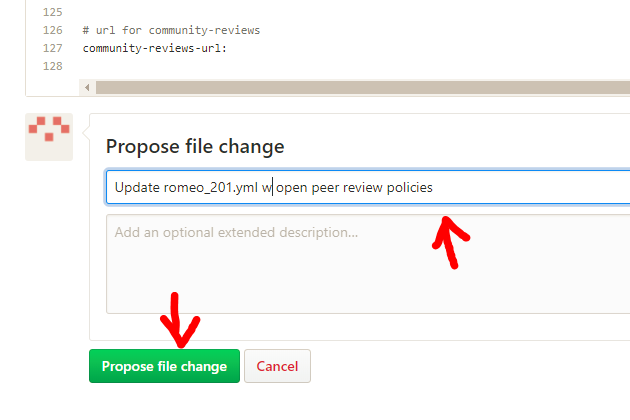 125
126 # url for community-reviews
127 community-reviews-url:
128
Propose file change
Update romeo_201.yml w open peer review policies
Add an optional extended description...
Propose file change Cancel